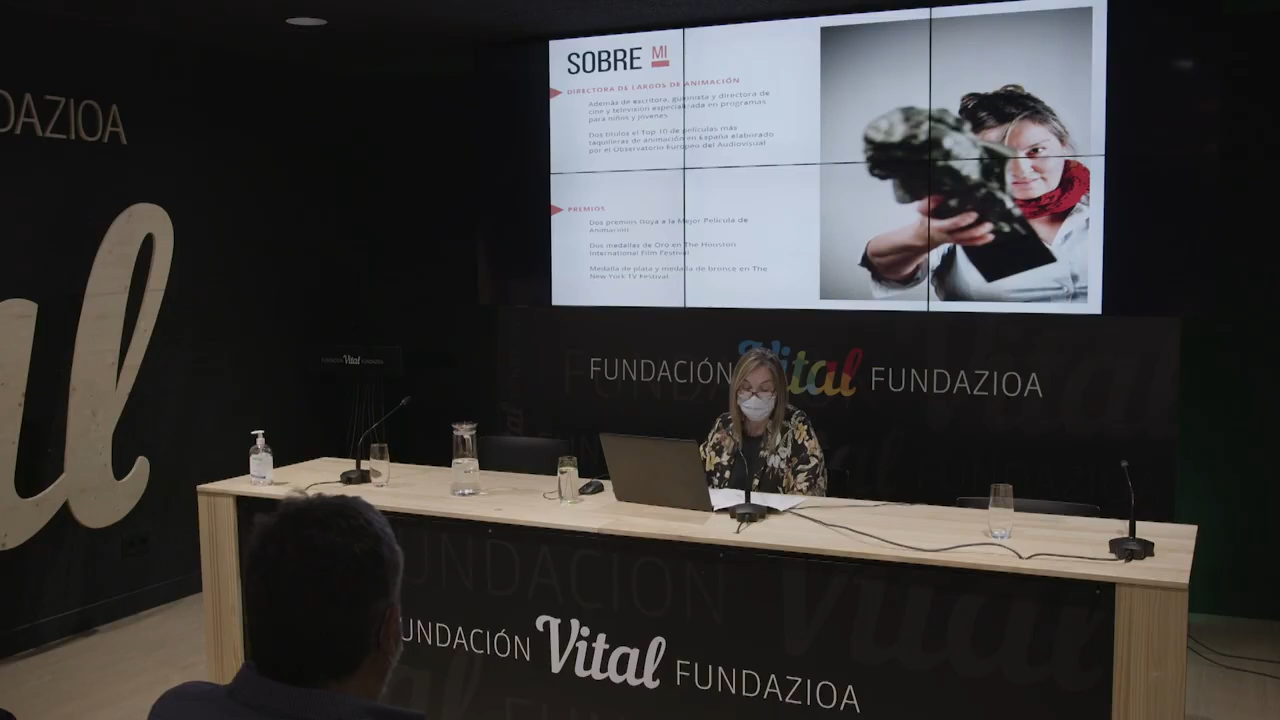 DAZIOA
al
SOBRE MI
DIRECTORA DE LARGOS DE ANIMACIÓN
Además de escritora, guionista y directora de
cine y televisión especializada en programas
para niños y jóvenes
Dos títulos el Top 10 de películas más
taquilleras de animación en España elaborado
por el Observatorio Europeo del Audiovisual
PREMIOS
Dos premios Goya a la Mejor Película de
Animación
Dos medallas de Oro en The Houston
International Film Festival
Medalla de plata y medalla de bronce en The
New York TV Festival
FUNDACIÓN Vital FUNDAZIOA
FUNDACIÓN Vital FUNDAZIOA
UNDACIÓN Vital FUNDAZIOA